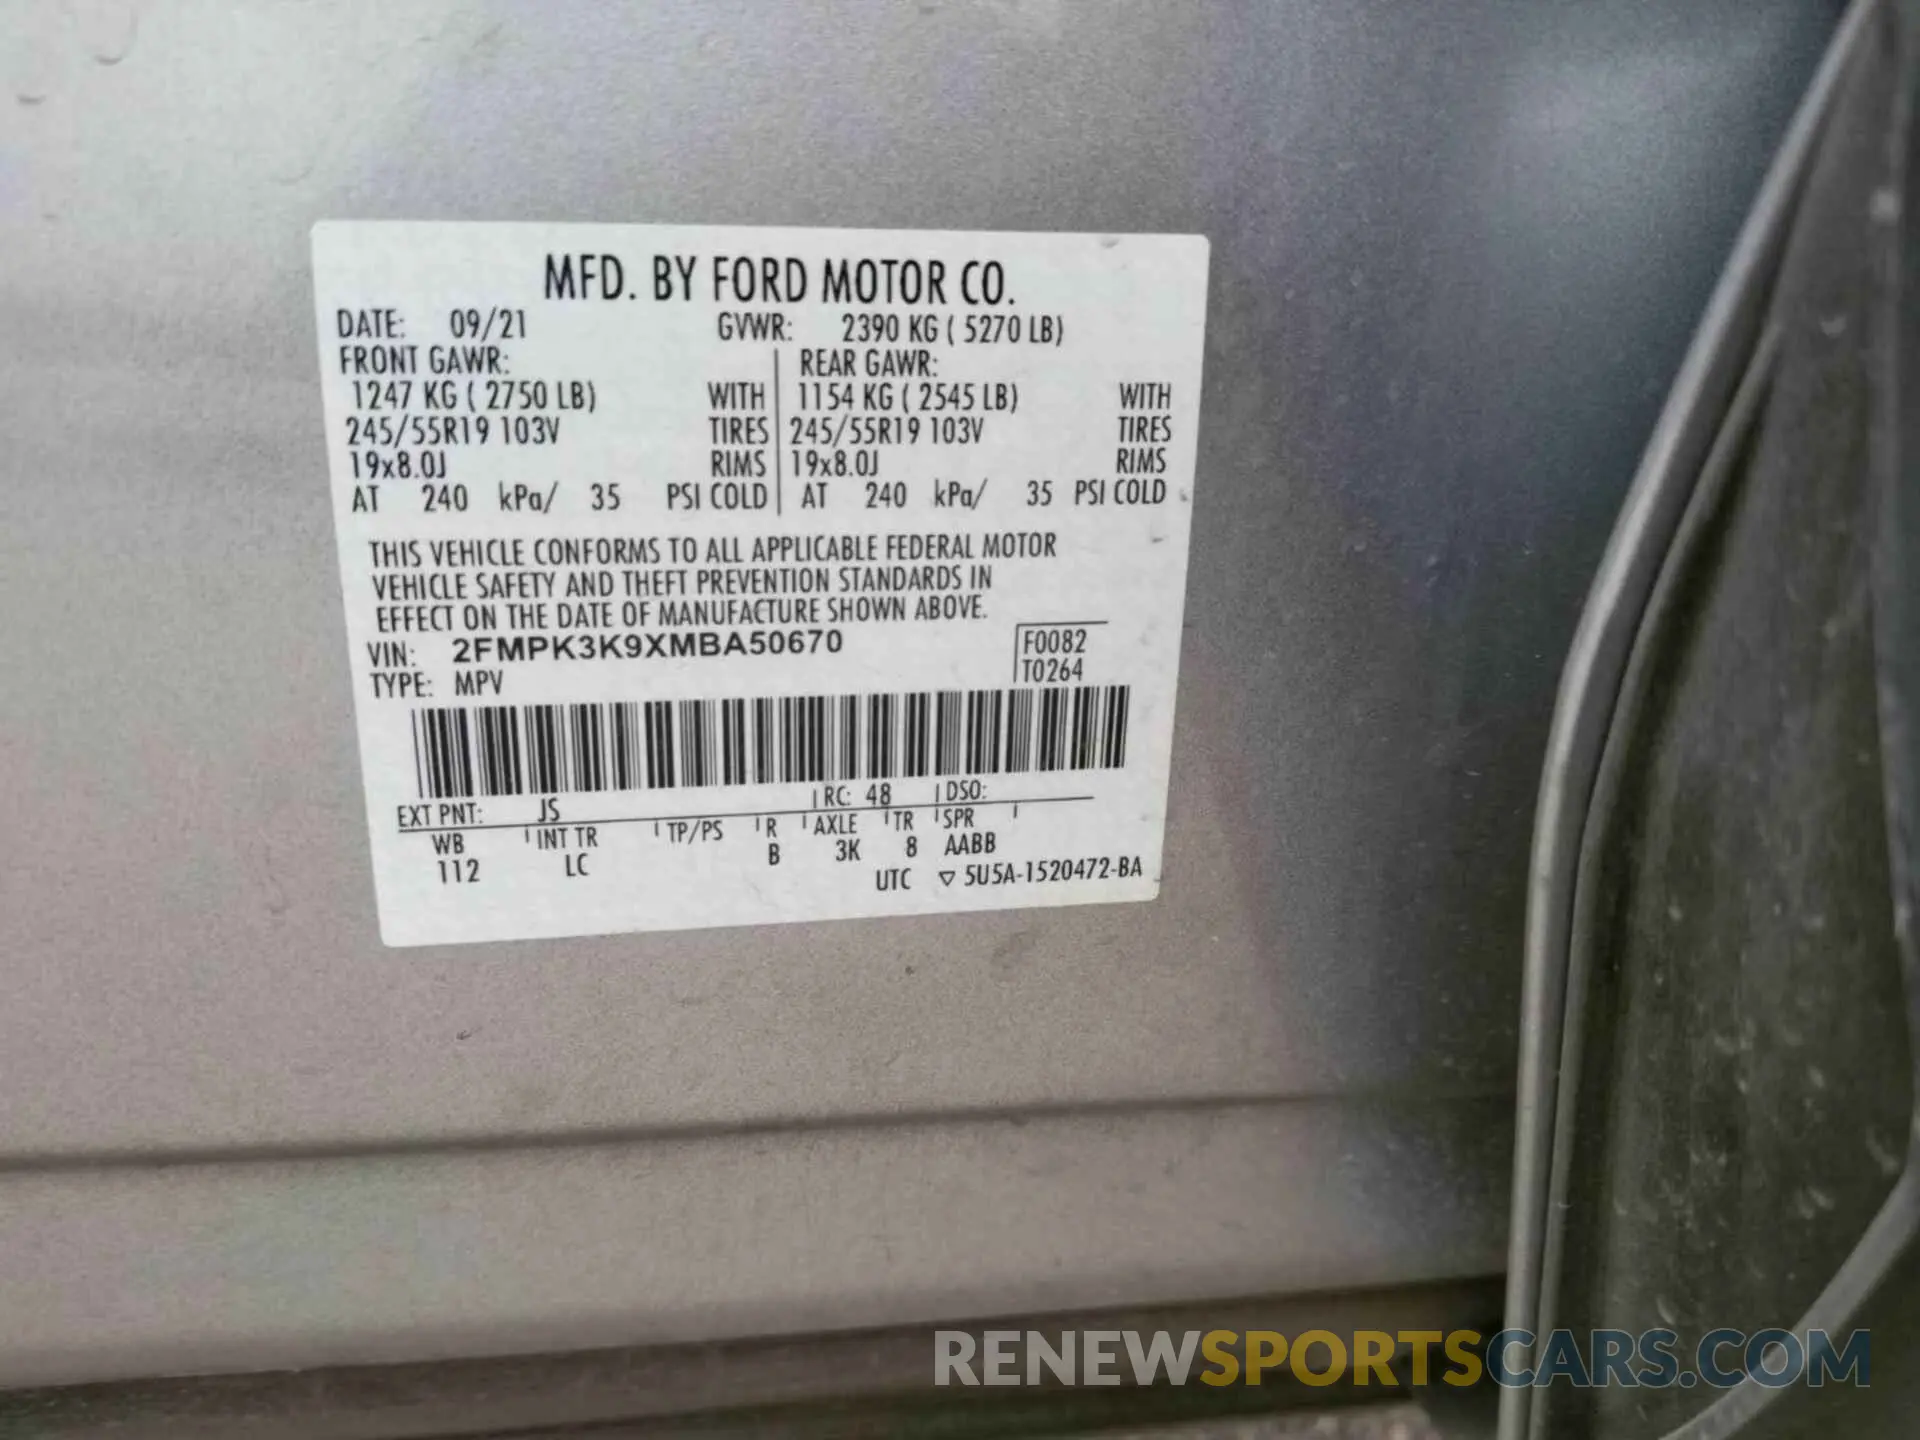 MFD. BY FORD MOTOR CO.
DATE: 09/21 GVWR: 2390 KG ( 5270 LB)
FRONT GAWR: REAR GAWR:
1247 KG ( 2750 LB) WITH 1154 KG ( 2545 LB) WITH
245/55R19 103V TIRES 245/55R19 103V TIRES
19x8.0J RIMS 19x8.0J RIMS
AT 240 kPa/ 35 PSI COLD AT 240 kPa/ 35 PSI COLD
THIS VEHICLE CONFORMS TO ALL APPLICABLE FEDERAL MOTOR
VEHICLE SAFETY AND THEFT PREVENTION STANDARDS IN
EFFECT ON THE DATE OF MANUFACTURE SHOWN ABOVE.
VIN: 2FMPK3K9XMBA50670 F0082
TYPE: MPV T0264
EXT PNT: JS RC: 48 DSO:
WB INT TR TP/PS R AXLE TR SPR
112 LC B 3K 8 AABB
UTC ▽ 5U5A-1520472-BA
RENEWSPORTSCARS.COM